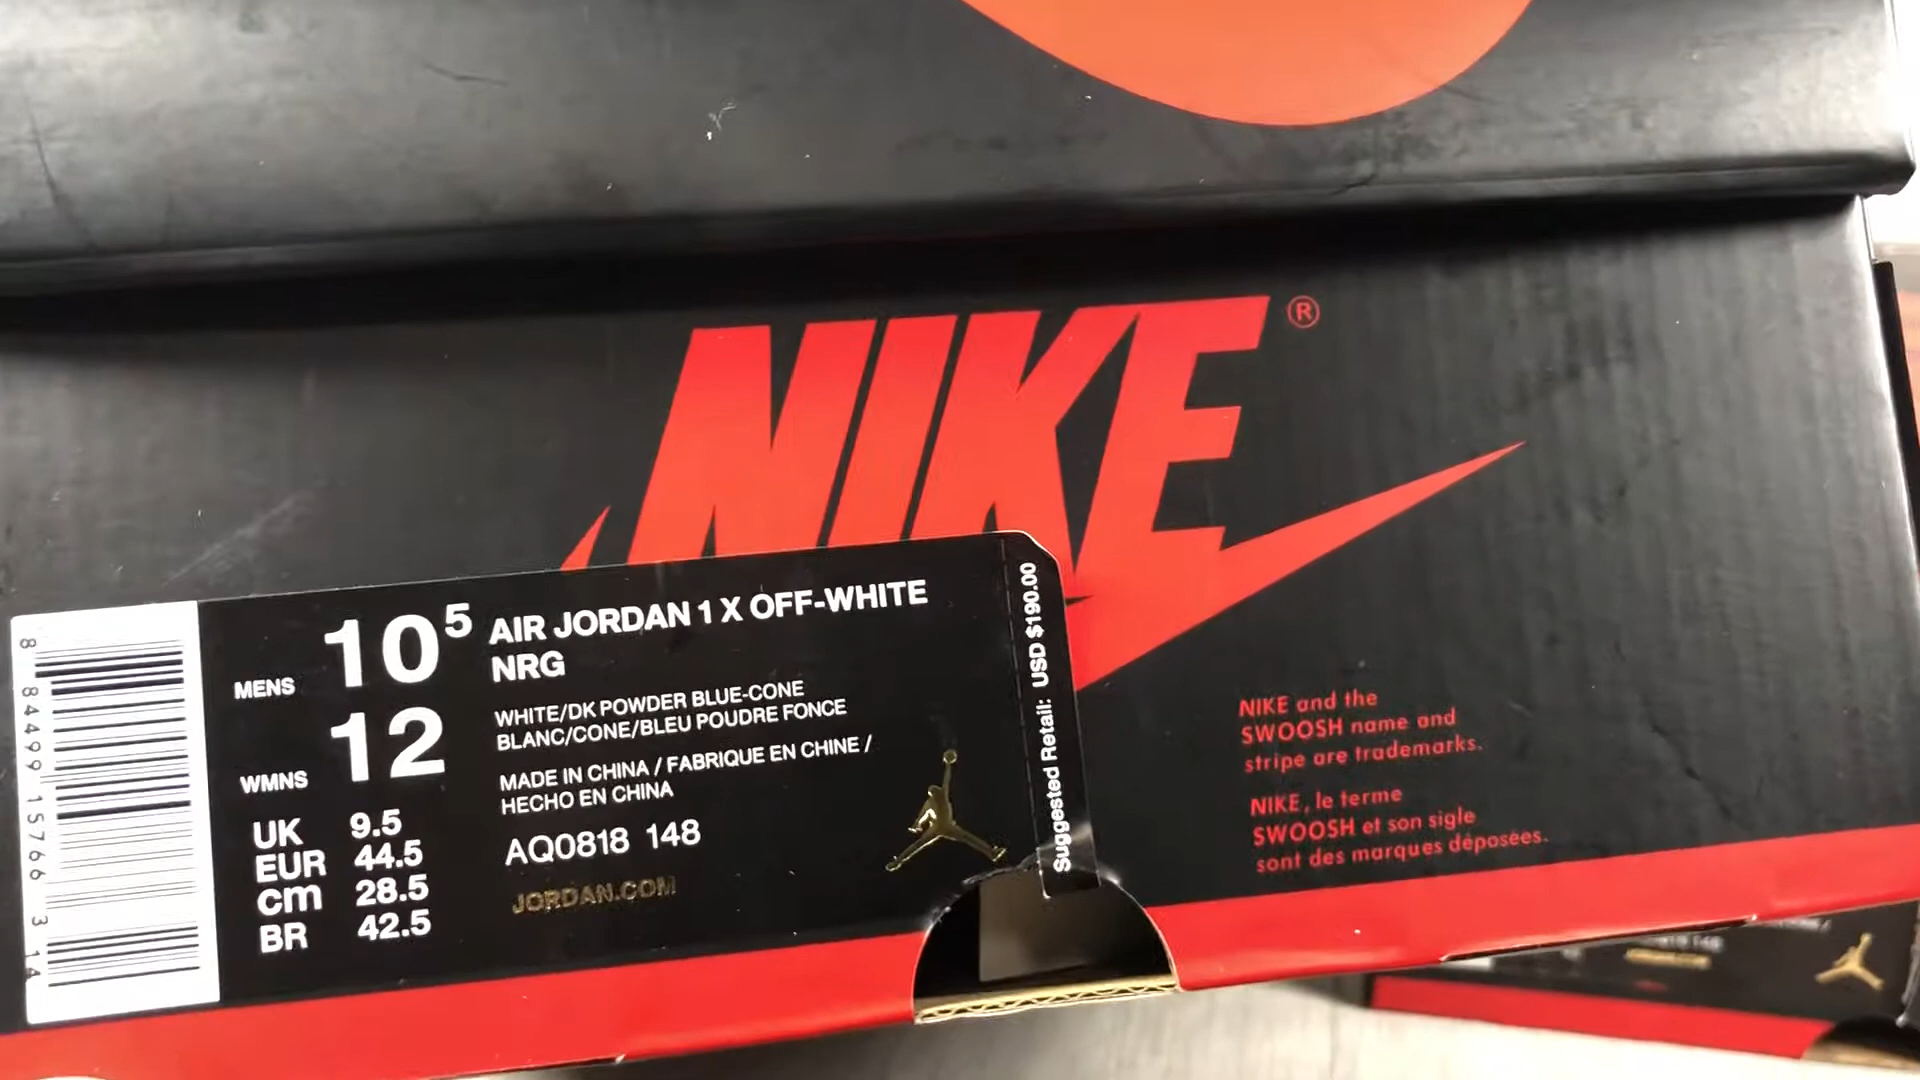 NIKE®
MENS 10⁵
WMNS 12
UK 9.5
EUR 44.5
cm 28.5
BR 42.5
AIR JORDAN 1 X OFF-WHITE
NRG
WHITE/DK POWDER BLUE-CONE
BLANC/CONE/BLEU POUDRE FONCE
MADE IN CHINA / FABRIQUE EN CHINE /
HECHO EN CHINA
AQ0818 148
JORDAN.COM
Suggested Retail: USD $190.00
8 84499 15766 3 14
NIKE and the
SWOOSH name and
stripe are trademarks.
NIKE, le terme
SWOOSH et son sigle
sont des marques déposées.